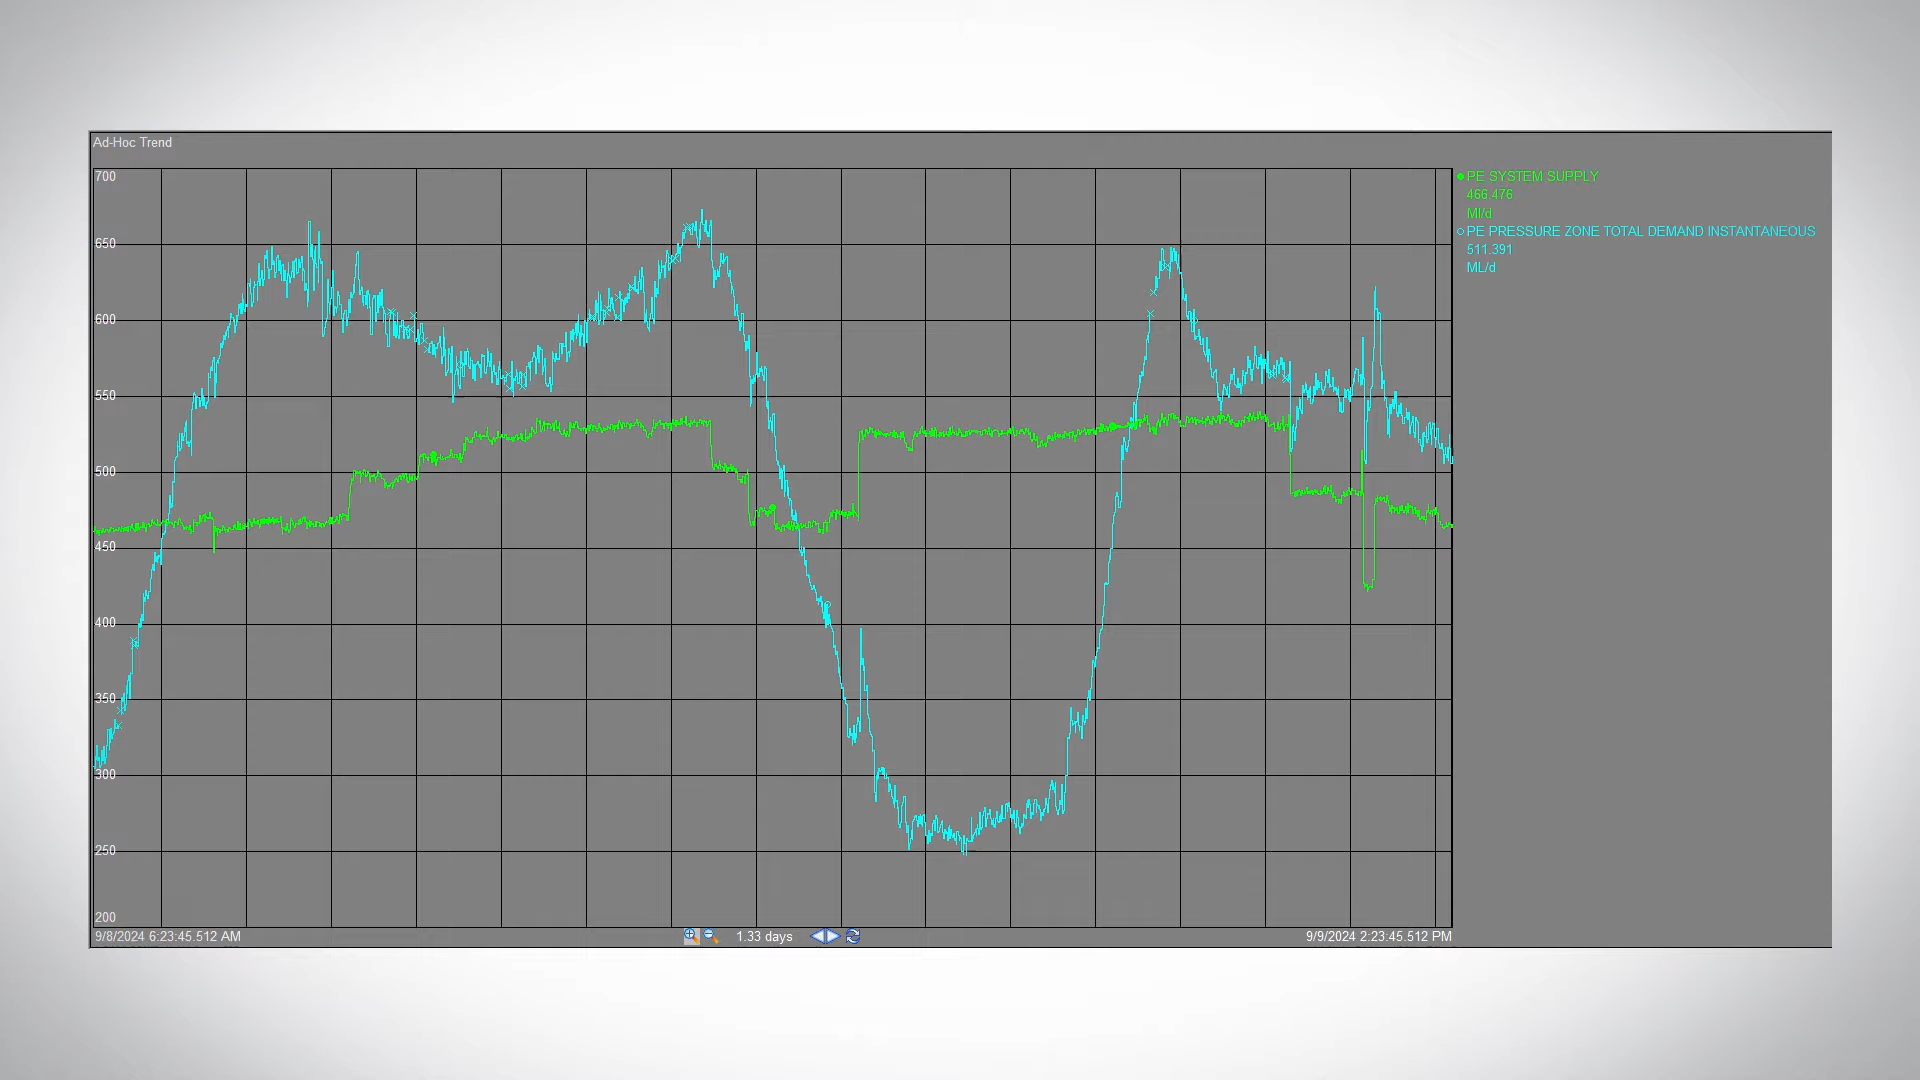 Ad-Hoc Trend
700
650
600
550
500
450
400
350
300
250
200
9/8/2024 6:23:45.512 AM
1.33 days
9/9/2024 2:23:45.512 PM
PE SYSTEM SUPPLY
466.476
Ml/d
PE PRESSURE ZONE TOTAL DEMAND INSTANTANEOUS
511.391
ML/d